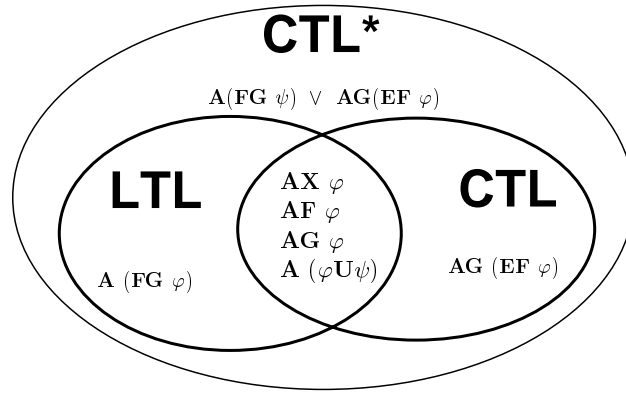 CTL*
A(FG ψ) ∨ AG(EF φ)
LTL
AX φ
AF φ
AG φ
A (φUψ)
CTL
A (FG φ)
AG (EF φ)